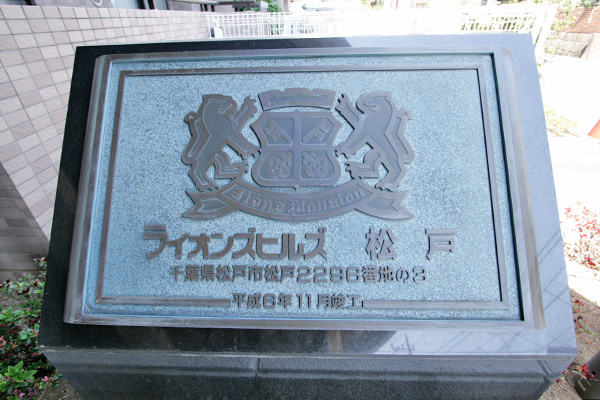 Lions Mansion
ライオンズヒルズ 松戸
千葉県松戸市松戸2296番地の3
平成6年11月竣工